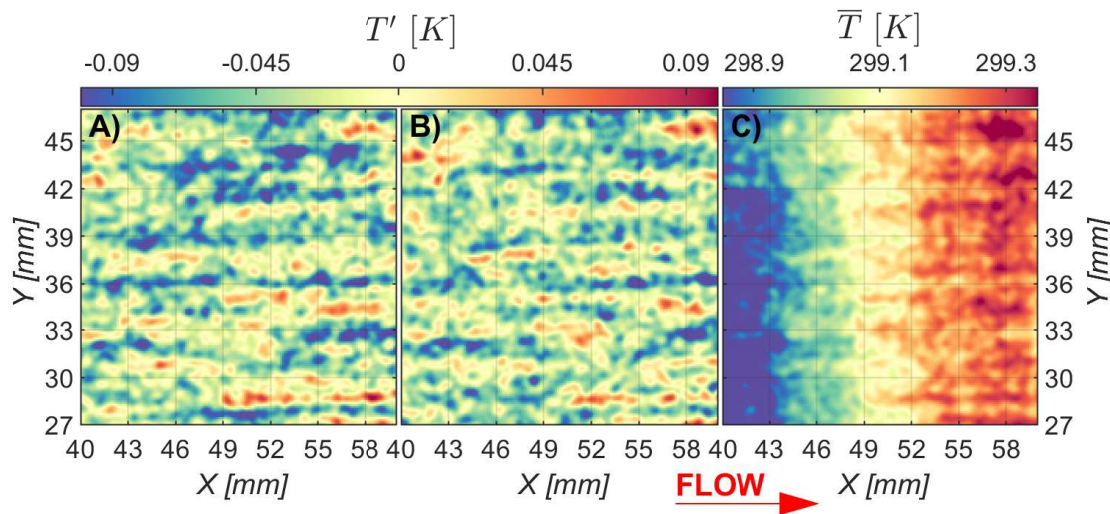 T′ [K]
T̅ [K]
-0.09 -0.045 0 0.045 0.09
298.9 299.1 299.3
A) B) C)
45 45
42 42
39 39
36 36
33 33
30 30
27 27
Y [mm]
Y [mm]
40 43 46 49 52 55 58 40 43 46 49 52 55 58 40 43 46 49 52 55 58
X [mm] X [mm] X [mm]
FLOW